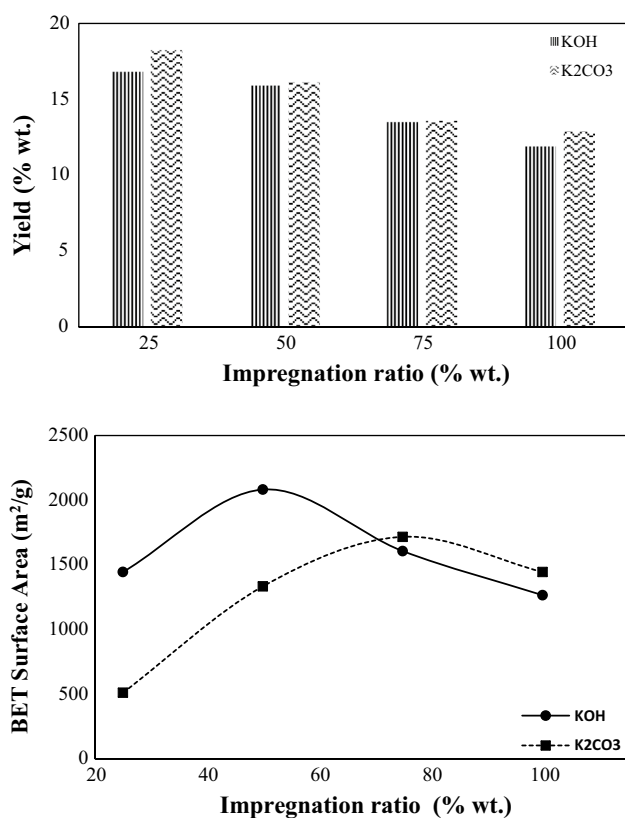 20
15
10
5
0
Yield (% wt.)
KOH
K2CO3
25 50 75 100
Impregnation ratio (% wt.)
2500
2000
1500
1000
500
0
BET Surface Area (m²/g)
KOH
K2CO3
20 40 60 80 100
Impregnation ratio (% wt.)